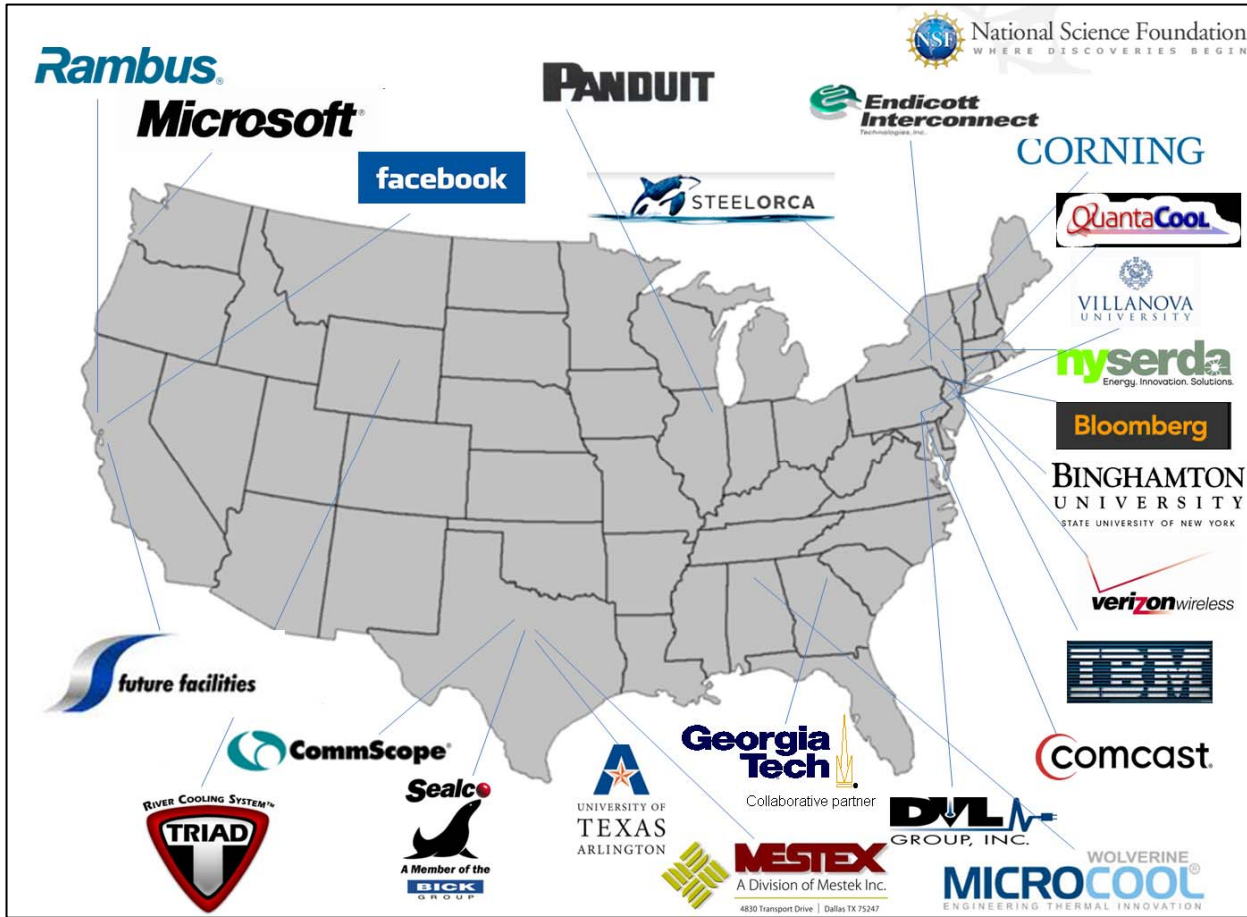 Rambus®
NSF
National Science Foundation
WHERE DISCOVERIES BEGIN
PANDUIT
Microsoft®
Endicott
Interconnect
Technologies, Inc.
CORNING
facebook
STEELORCA
QuantaCool
VILLANOVA
UNIVERSITY
nyserda
Energy. Innovation. Solutions.
Bloomberg
BINGHAMTON
UNIVERSITY
STATE UNIVERSITY OF NEW YORK
verizonwireless
IBM
future facilities
CommScope®
Georgia
Tech
Collaborative partner
comcast®
RIVER COOLING SYSTEM™
TRIAD
Sealco
A Member of the
BICK
GROUP
UNIVERSITY OF
TEXAS
ARLINGTON
MESTEX
A Division of Mestek Inc.
4830 Transport Drive | Dallas TX 75247
DVL
GROUP, INC.
WOLVERINE
MICROCOOL®
ENGINEERING THERMAL INNOVATION